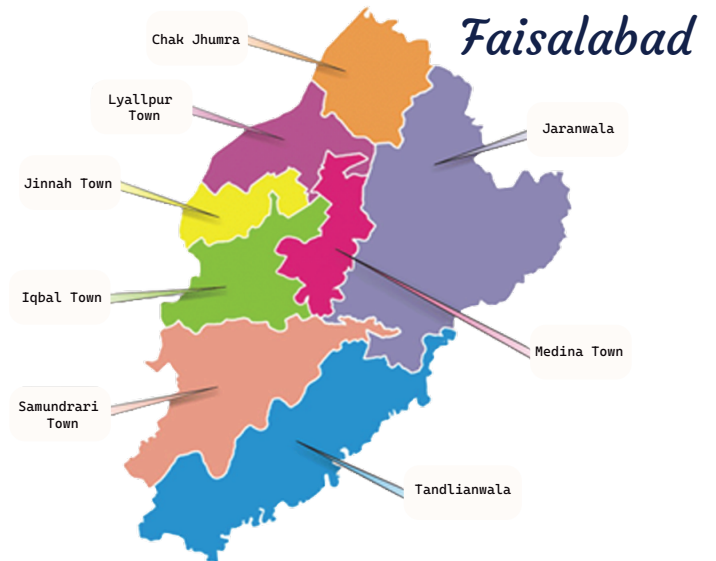 Faisalabad
Chak Jhumra
Lyallpur
Town
Jaranwala
Jinnah Town
Iqbal Town
Medina Town
Samundrari
Town
Tandlianwala